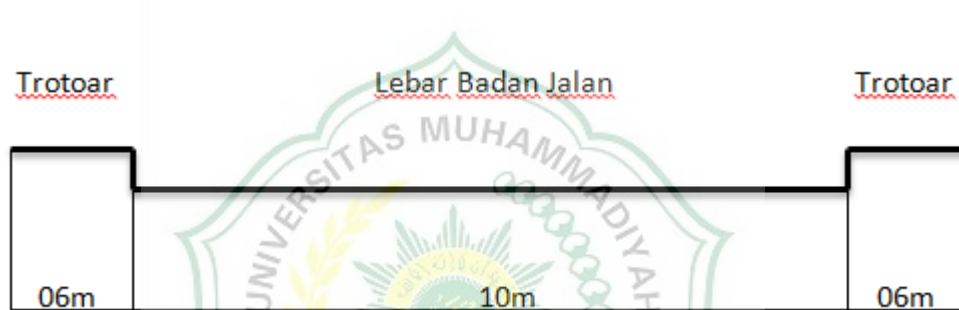 Trotoar Lebar Badan Jalan Trotoar
UNIVERSITAS MUHAMMADIYAH
06m 10m 06m